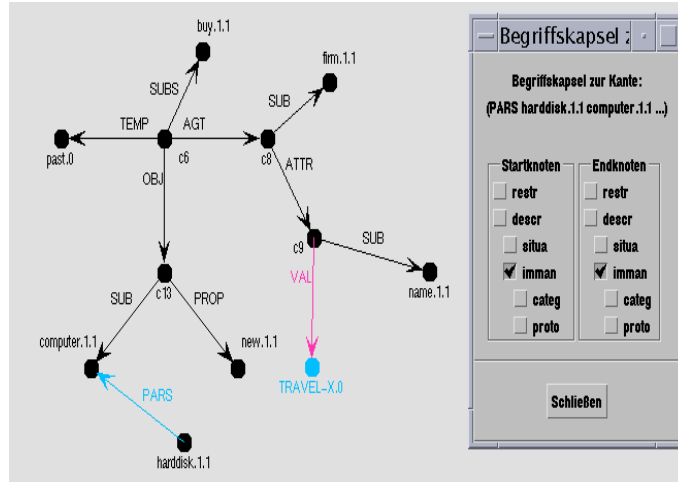 buy.1.1
firm.1.1
SUBS
SUB
TEMP
AGT
past.0
c6
c8
OBJ
ATTR
c9
SUB
VAL
name.1.1
SUB
c13
PROP
computer.1.1
new.1.1
PARS
TRAVEL-X.0
harddisk.1.1
Begriffskapsel z
Begriffskapsel zur Kante:
(PARS harddisk.1.1 computer.1.1 ...)
Startknoten
restr
descr
situa
imman
categ
proto
Endknoten
restr
descr
situa
imman
categ
proto
Schließen